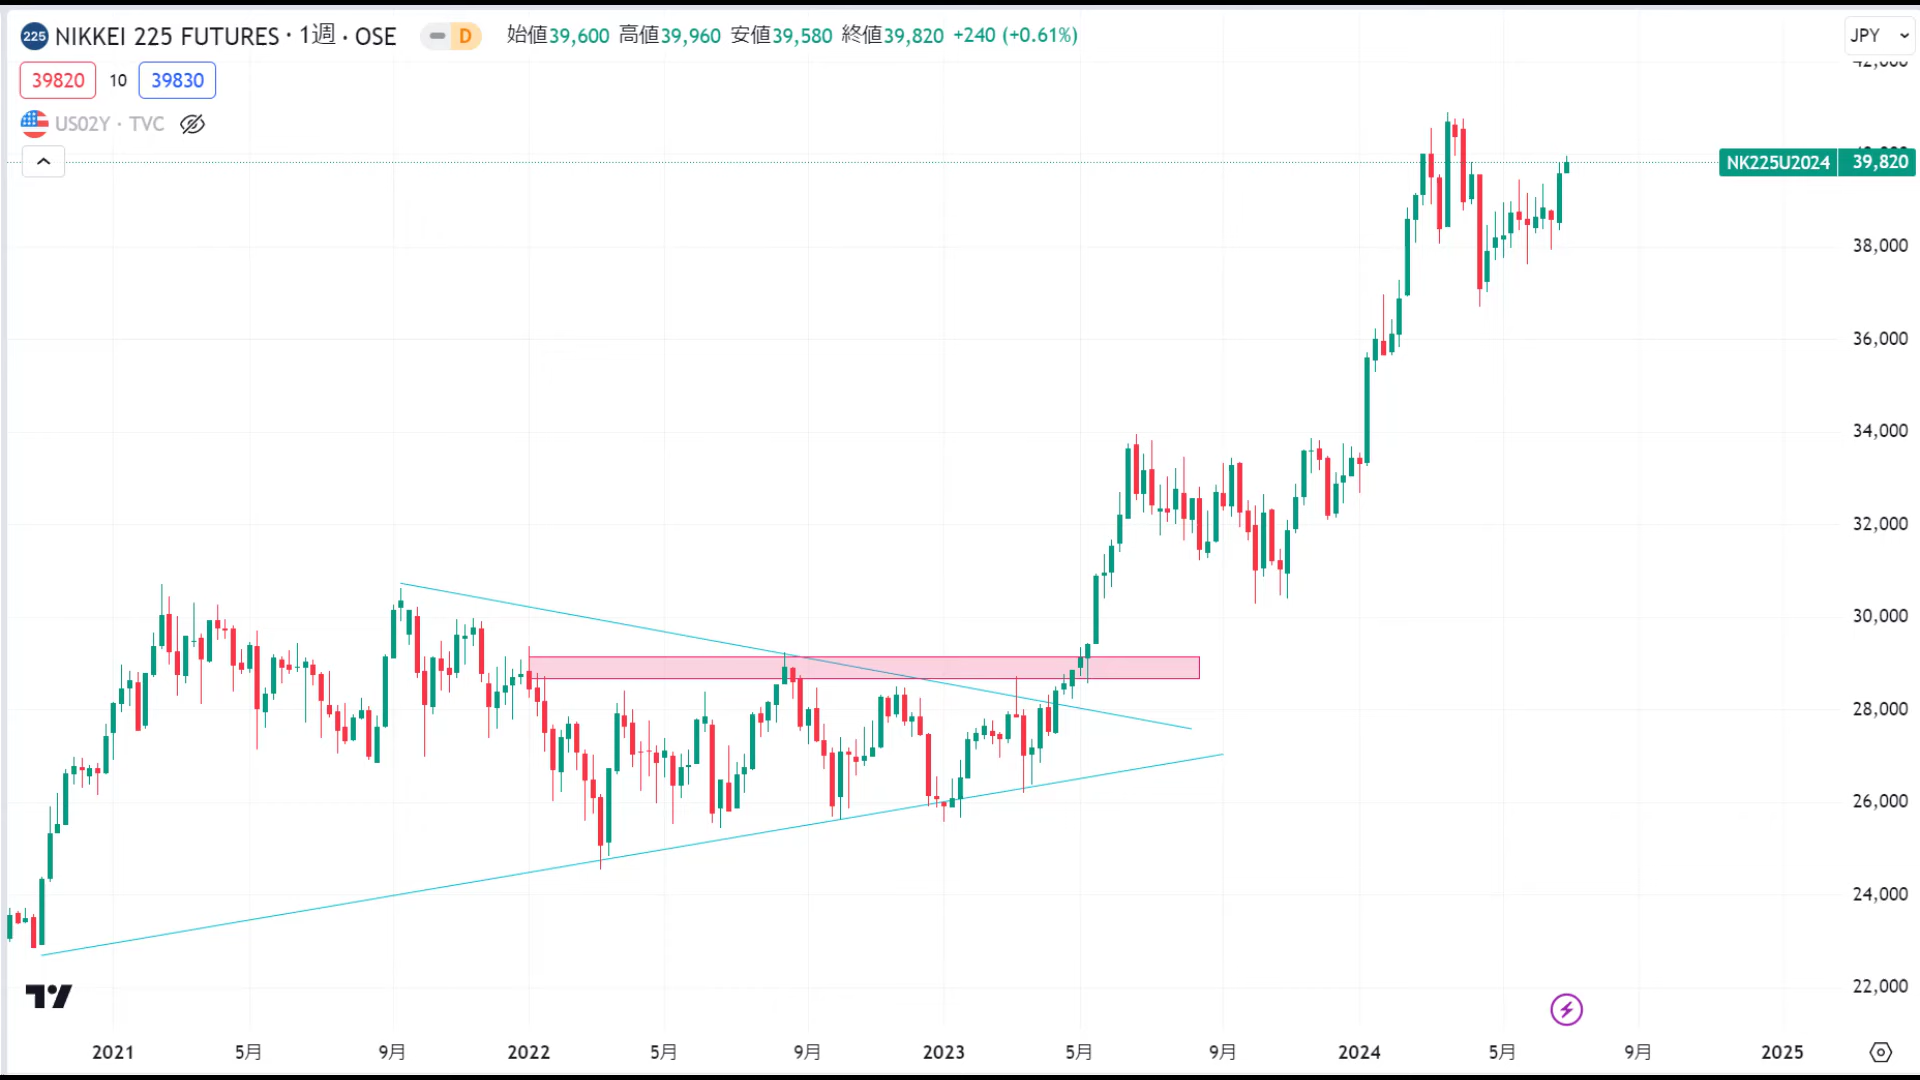 225 NIKKEI 225 FUTURES · 1週 · OSE D 始値39,600 高値39,960 安値39,580 終値39,820 +240 (+0.61%) JPY
39820 10 39830
US02Y · TVC
NK225U2024 39,820
38,000
36,000
34,000
32,000
30,000
28,000
26,000
24,000
22,000
2021 5月 9月 2022 5月 9月 2023 5月 9月 2024 5月 9月 2025